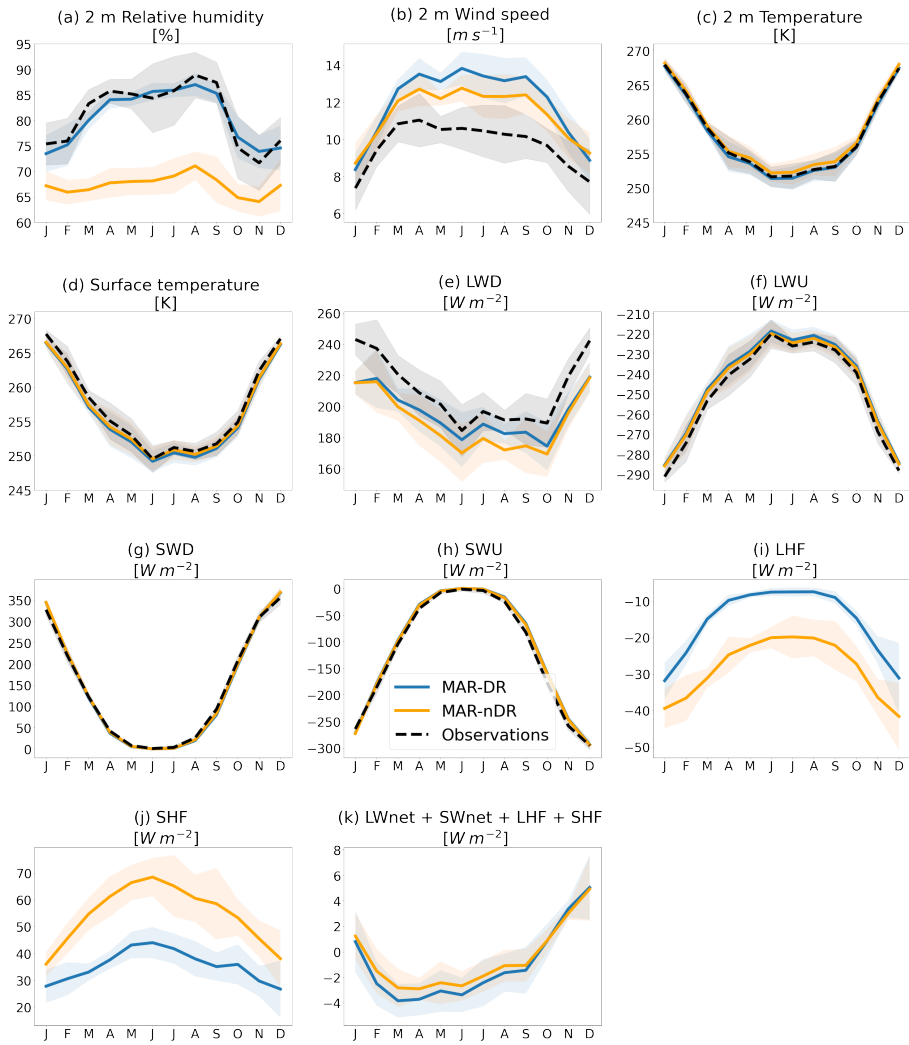 (a) 2 m Relative humidity
[%]
95
90
85
80
75
70
65
60
J F M A M J J A S O N D
(b) 2 m Wind speed
[m s⁻¹]
14
12
10
8
6
J F M A M J J A S O N D
(c) 2 m Temperature
[K]
270
265
260
255
250
245
J F M A M J J A S O N D
(d) Surface temperature
[K]
270
265
260
255
250
245
J F M A M J J A S O N D
(e) LWD
[W m⁻²]
260
240
220
200
180
160
J F M A M J J A S O N D
(f) LWU
[W m⁻²]
−210
−220
−230
−240
−250
−260
−270
−280
−290
J F M A M J J A S O N D
(g) SWD
[W m⁻²]
350
300
250
200
150
100
50
0
J F M A M J J A S O N D
(h) SWU
[W m⁻²]
0
−50
−100
−150
−200
−250
−300
MAR-DR
MAR-nDR
Observations
J F M A M J J A S O N D
(i) LHF
[W m⁻²]
−10
−20
−30
−40
−50
J F M A M J J A S O N D
(j) SHF
[W m⁻²]
70
60
50
40
30
20
J F M A M J J A S O N D
(k) LWnet + SWnet + LHF + SHF
[W m⁻²]
8
6
4
2
0
−2
−4
J F M A M J J A S O N D